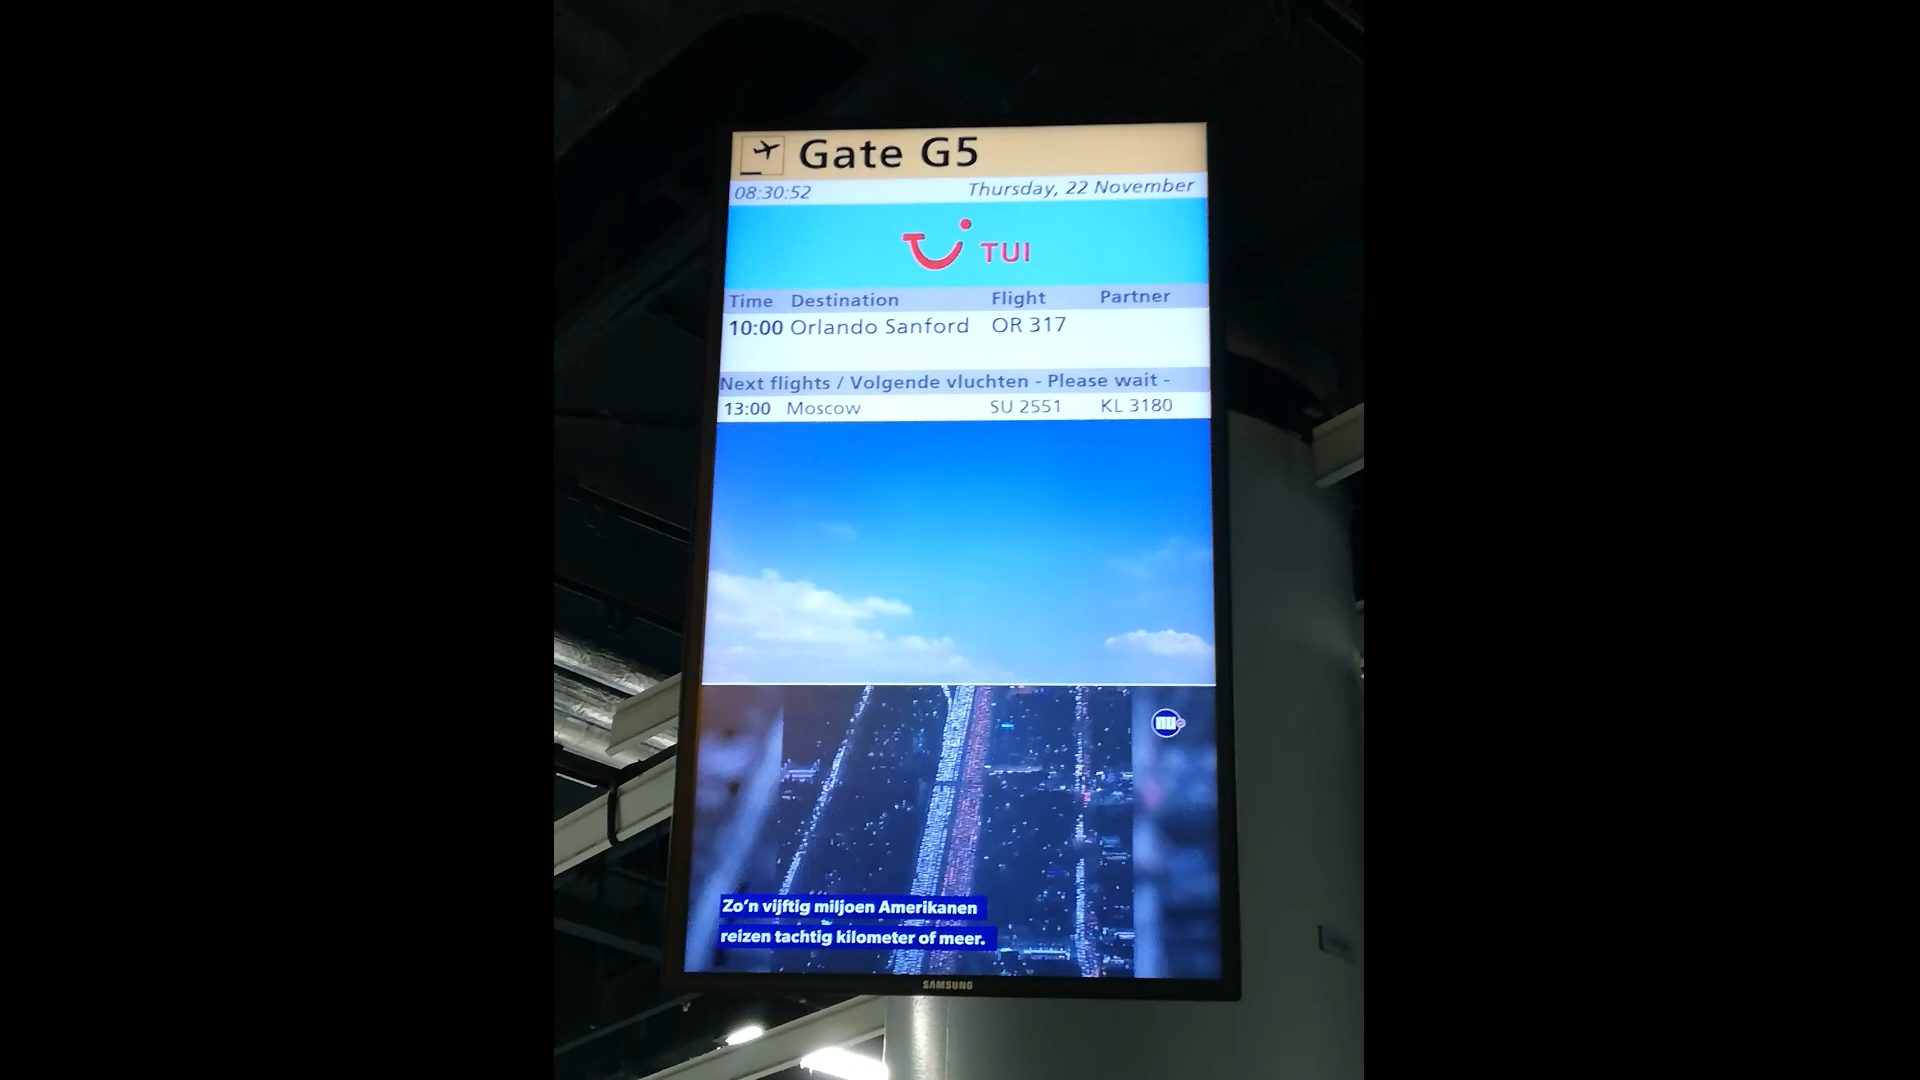 Gate G5
08:30:52 Thursday, 22 November
TUI
Time Destination Flight Partner
10:00 Orlando Sanford OR 317
Next flights / Volgende vluchten - Please wait -
13:00 Moscow SU 2551 KL 3180
nu
Zo'n vijftig miljoen Amerikanen
reizen tachtig kilometer of meer.
SAMSUNG